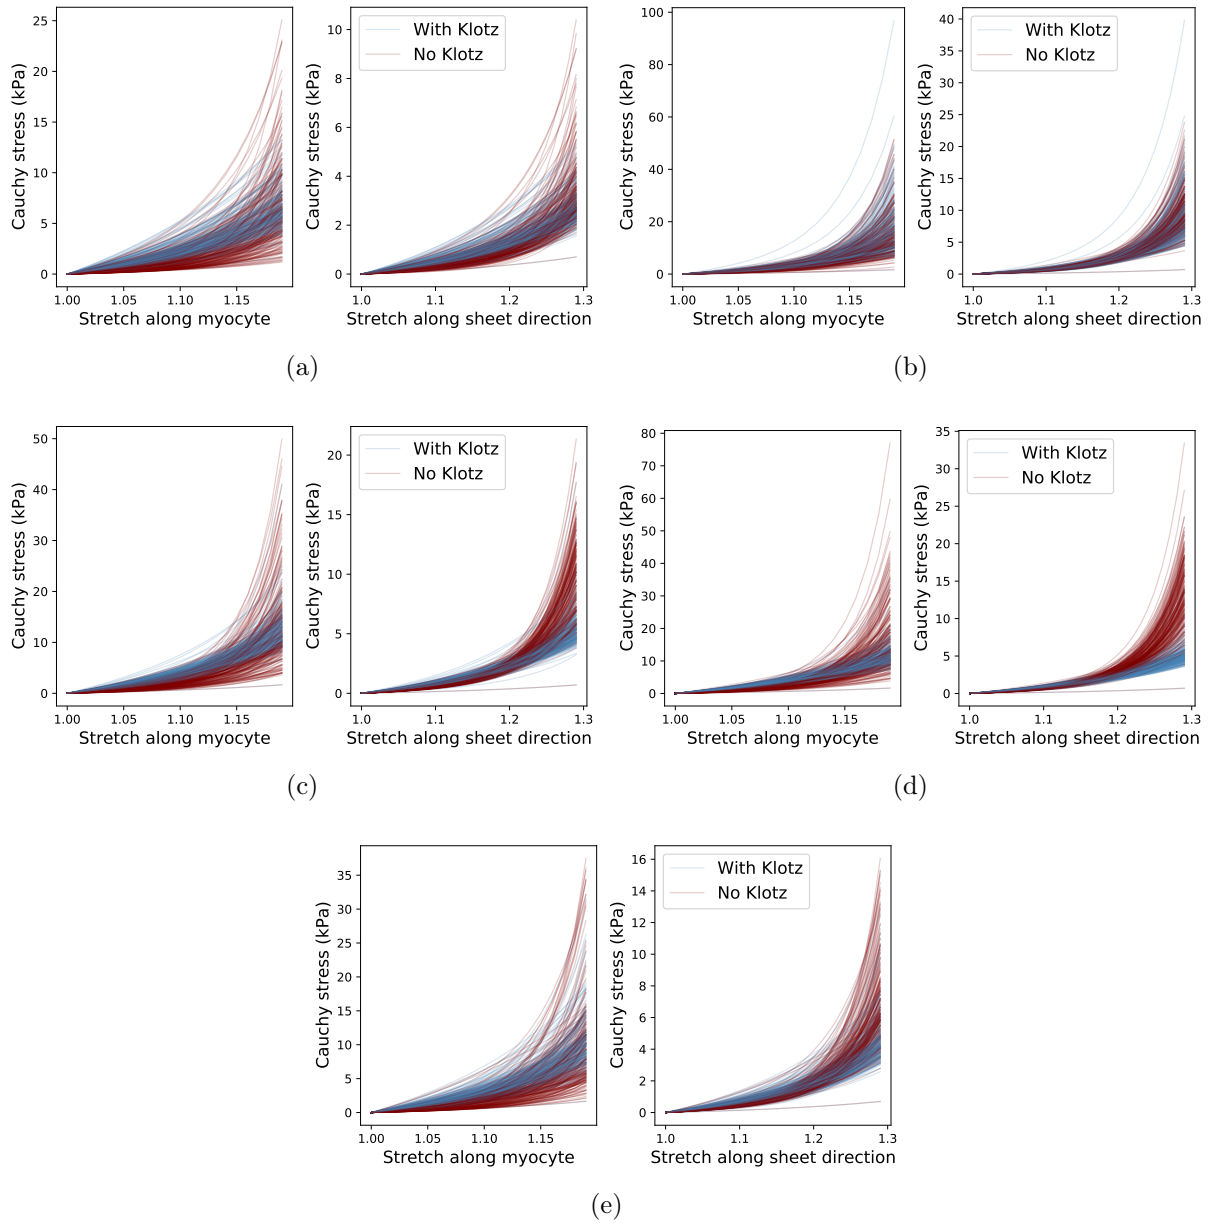 25
20
15
10
5
0
Cauchy stress (kPa)
1.00 1.05 1.10 1.15
Stretch along myocyte
10
8
6
4
2
0
Cauchy stress (kPa)
With Klotz
No Klotz
1.0 1.1 1.2 1.3
Stretch along sheet direction
(a)
100
80
60
40
20
0
Cauchy stress (kPa)
1.00 1.05 1.10 1.15
Stretch along myocyte
40
35
30
25
20
15
10
5
0
Cauchy stress (kPa)
With Klotz
No Klotz
1.0 1.1 1.2 1.3
Stretch along sheet direction
(b)
50
40
30
20
10
0
Cauchy stress (kPa)
1.00 1.05 1.10 1.15
Stretch along myocyte
20
15
10
5
0
Cauchy stress (kPa)
With Klotz
No Klotz
1.0 1.1 1.2 1.3
Stretch along sheet direction
(c)
80
70
60
50
40
30
20
10
0
Cauchy stress (kPa)
1.00 1.05 1.10 1.15
Stretch along myocyte
35
30
25
20
15
10
5
0
Cauchy stress (kPa)
With Klotz
No Klotz
1.0 1.1 1.2 1.3
Stretch along sheet direction
(d)
35
30
25
20
15
10
5
0
Cauchy stress (kPa)
1.00 1.05 1.10 1.15
Stretch along myocyte
16
14
12
10
8
6
4
2
0
Cauchy stress (kPa)
With Klotz
No Klotz
1.0 1.1 1.2 1.3
Stretch along sheet direction
(e)